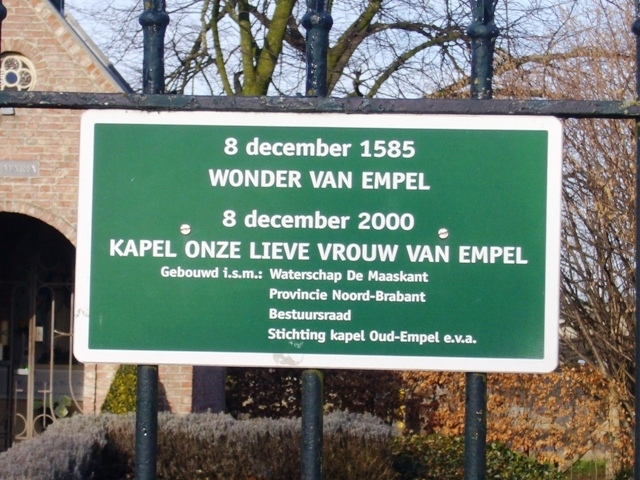 8 december 1585
WONDER VAN EMPEL
8 december 2000
KAPEL ONZE LIEVE VROUW VAN EMPEL
Gebouwd i.s.m.: Waterschap De Maaskant
Provincie Noord-Brabant
Bestuursraad
Stichting kapel Oud-Empel e.v.a.